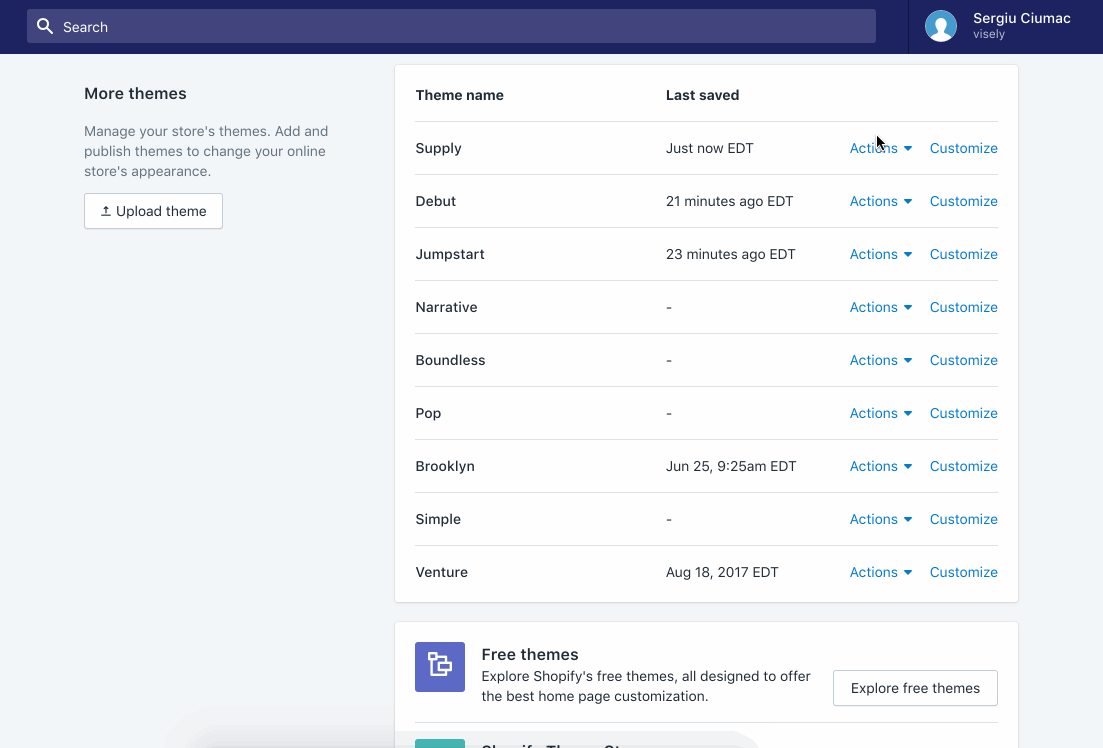 Search
Sergiu Ciumac
visely
More themes
Manage your store's themes. Add and
publish themes to change your online
store's appearance.
Upload theme
Theme name Last saved
Supply Just now EDT Actions Customize
Debut 21 minutes ago EDT Actions Customize
Jumpstart 23 minutes ago EDT Actions Customize
Narrative - Actions Customize
Boundless - Actions Customize
Pop - Actions Customize
Brooklyn Jun 25, 9:25am EDT Actions Customize
Simple - Actions Customize
Venture Aug 18, 2017 EDT Actions Customize
Free themes
Explore Shopify's free themes, all designed to offer
the best home page customization.
Explore free themes